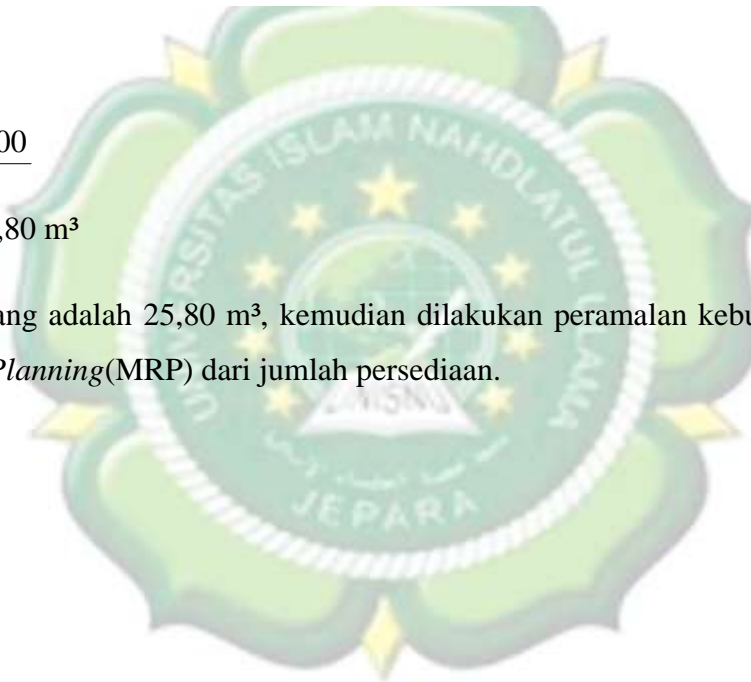 00
,80 m³
ang adalah 25,80 m³, kemudian dilakukan peramalan kebu
Planning(MRP) dari jumlah persediaan.
UNIVERSITAS ISLAM NAHDLATUL ULAMA
UNISNU
JEPARA